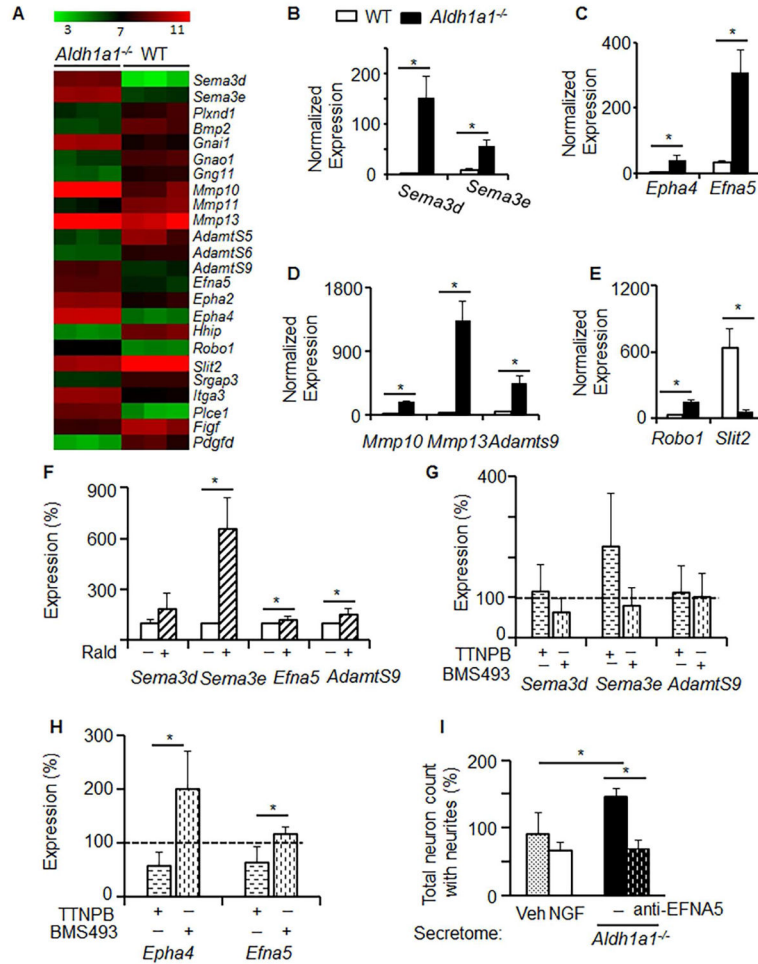 A
3 7 11
Aldh1a1-/- WT
Sema3d
Sema3e
Plxnd1
Bmp2
Gnai1
Gnao1
Gng11
Mmp10
Mmp11
Mmp13
AdamtS5
AdamtS6
AdamtS9
Efna5
Epha2
Epha4
Hhip
Robo1
Slit2
Srgap3
Itga3
Plce1
Figf
Pdgfd
B
WT Aldh1a1-/-
Normalized
Expression
200
100
0
*
*
Sema3d Sema3e
C
Normalized
Expression
400
200
0
*
*
Epha4 Efna5
D
Normalized
Expression
1800
900
0
*
*
*
Mmp10 Mmp13 Adamts9
E
Normalized
Expression
1200
600
0
*
*
Robo1 Slit2
F
Expression (%)
900
600
300
*
*
*
Rald – + – + – + – +
Sema3d Sema3e Efna5 AdamtS9
G
Expression (%)
400
100
0
TTNPB + – + – + –
BMS493 – + – + – +
Sema3d Sema3e AdamtS9
H
Expression (%)
300
200
100
0
*
*
TTNPB + – + –
BMS493 – + – +
Epha4 Efna5
I
Total neuron count
with neurites (%)
200
100
0
*
*
Veh NGF – anti-EFNA5
Secretome: Aldh1a1-/-